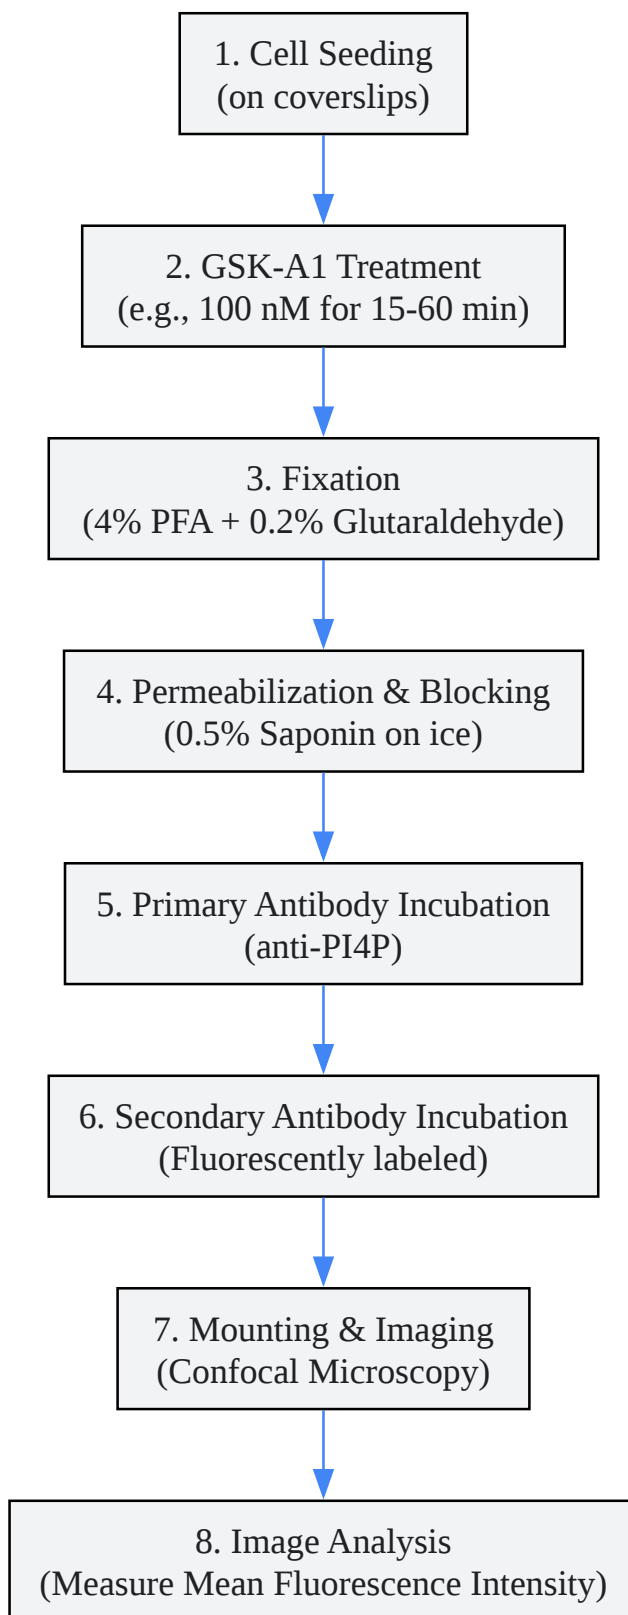 1. Cell Seeding
(on coverslips)
2. GSK-A1 Treatment
(e.g., 100 nM for 15-60 min)
3. Fixation
(4% PFA + 0.2% Glutaraldehyde)
4. Permeabilization & Blocking
(0.5% Saponin on ice)
5. Primary Antibody Incubation
(anti-PI4P)
6. Secondary Antibody Incubation
(Fluorescently labeled)
7. Mounting & Imaging
(Confocal Microscopy)
8. Image Analysis
(Measure Mean Fluorescence Intensity)